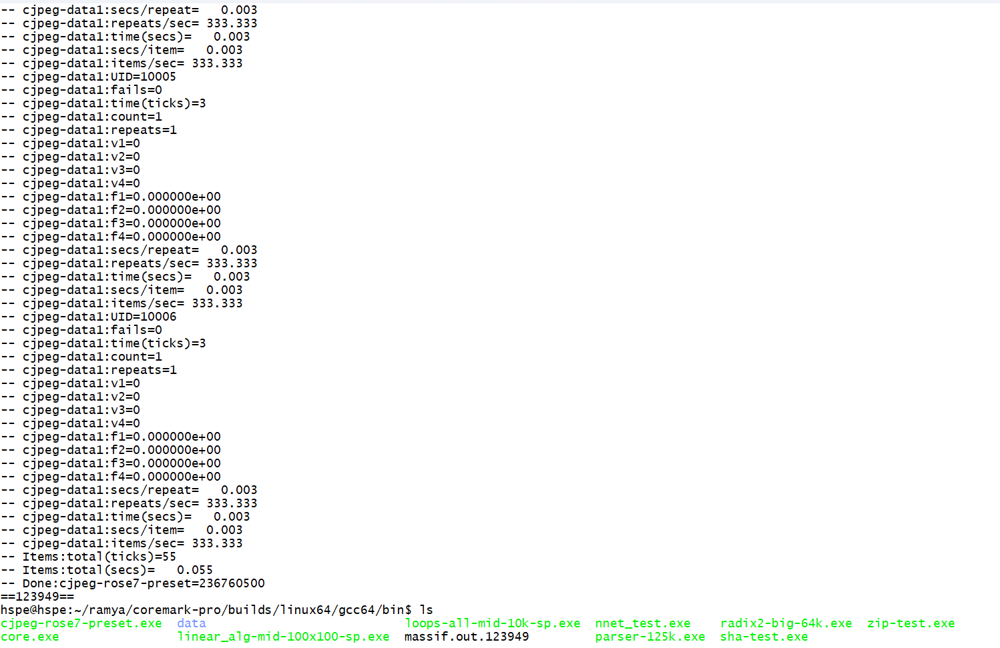 -- cjpeg-data1:secs/repeat=   0.003
-- cjpeg-data1:repeats/sec= 333.333
-- cjpeg-data1:time(secs)=   0.003
-- cjpeg-data1:secs/item=   0.003
-- cjpeg-data1:items/sec= 333.333
-- cjpeg-data1:UID=10005
-- cjpeg-data1:fails=0
-- cjpeg-data1:time(ticks)=3
-- cjpeg-data1:count=1
-- cjpeg-data1:repeats=1
-- cjpeg-data1:v1=0
-- cjpeg-data1:v2=0
-- cjpeg-data1:v3=0
-- cjpeg-data1:v4=0
-- cjpeg-data1:f1=0.000000e+00
-- cjpeg-data1:f2=0.000000e+00
-- cjpeg-data1:f3=0.000000e+00
-- cjpeg-data1:f4=0.000000e+00
-- cjpeg-data1:secs/repeat=   0.003
-- cjpeg-data1:repeats/sec= 333.333
-- cjpeg-data1:time(secs)=   0.003
-- cjpeg-data1:secs/item=   0.003
-- cjpeg-data1:items/sec= 333.333
-- cjpeg-data1:UID=10006
-- cjpeg-data1:fails=0
-- cjpeg-data1:time(ticks)=3
-- cjpeg-data1:count=1
-- cjpeg-data1:repeats=1
-- cjpeg-data1:v1=0
-- cjpeg-data1:v2=0
-- cjpeg-data1:v3=0
-- cjpeg-data1:v4=0
-- cjpeg-data1:f1=0.000000e+00
-- cjpeg-data1:f2=0.000000e+00
-- cjpeg-data1:f3=0.000000e+00
-- cjpeg-data1:f4=0.000000e+00
-- cjpeg-data1:secs/repeat=   0.003
-- cjpeg-data1:repeats/sec= 333.333
-- cjpeg-data1:time(secs)=   0.003
-- cjpeg-data1:secs/item=   0.003
-- cjpeg-data1:items/sec= 333.333
-- Items:total(ticks)=55
-- Items:total(secs)=   0.055
-- Done:cjpeg-rose7-preset=236760500
==123949==
hspe@hspe:~/ramya/coremark-pro/builds/linux64/gcc64/bin$ ls
cjpeg-rose7-preset.exe  data                           loops-all-mid-10k-sp.exe  nnet_test.exe    radix2-big-64k.exe  zip-test.exe
core.exe                linear_alg-mid-100x100-sp.exe  massif.out.123949         parser-125k.exe  sha-test.exe